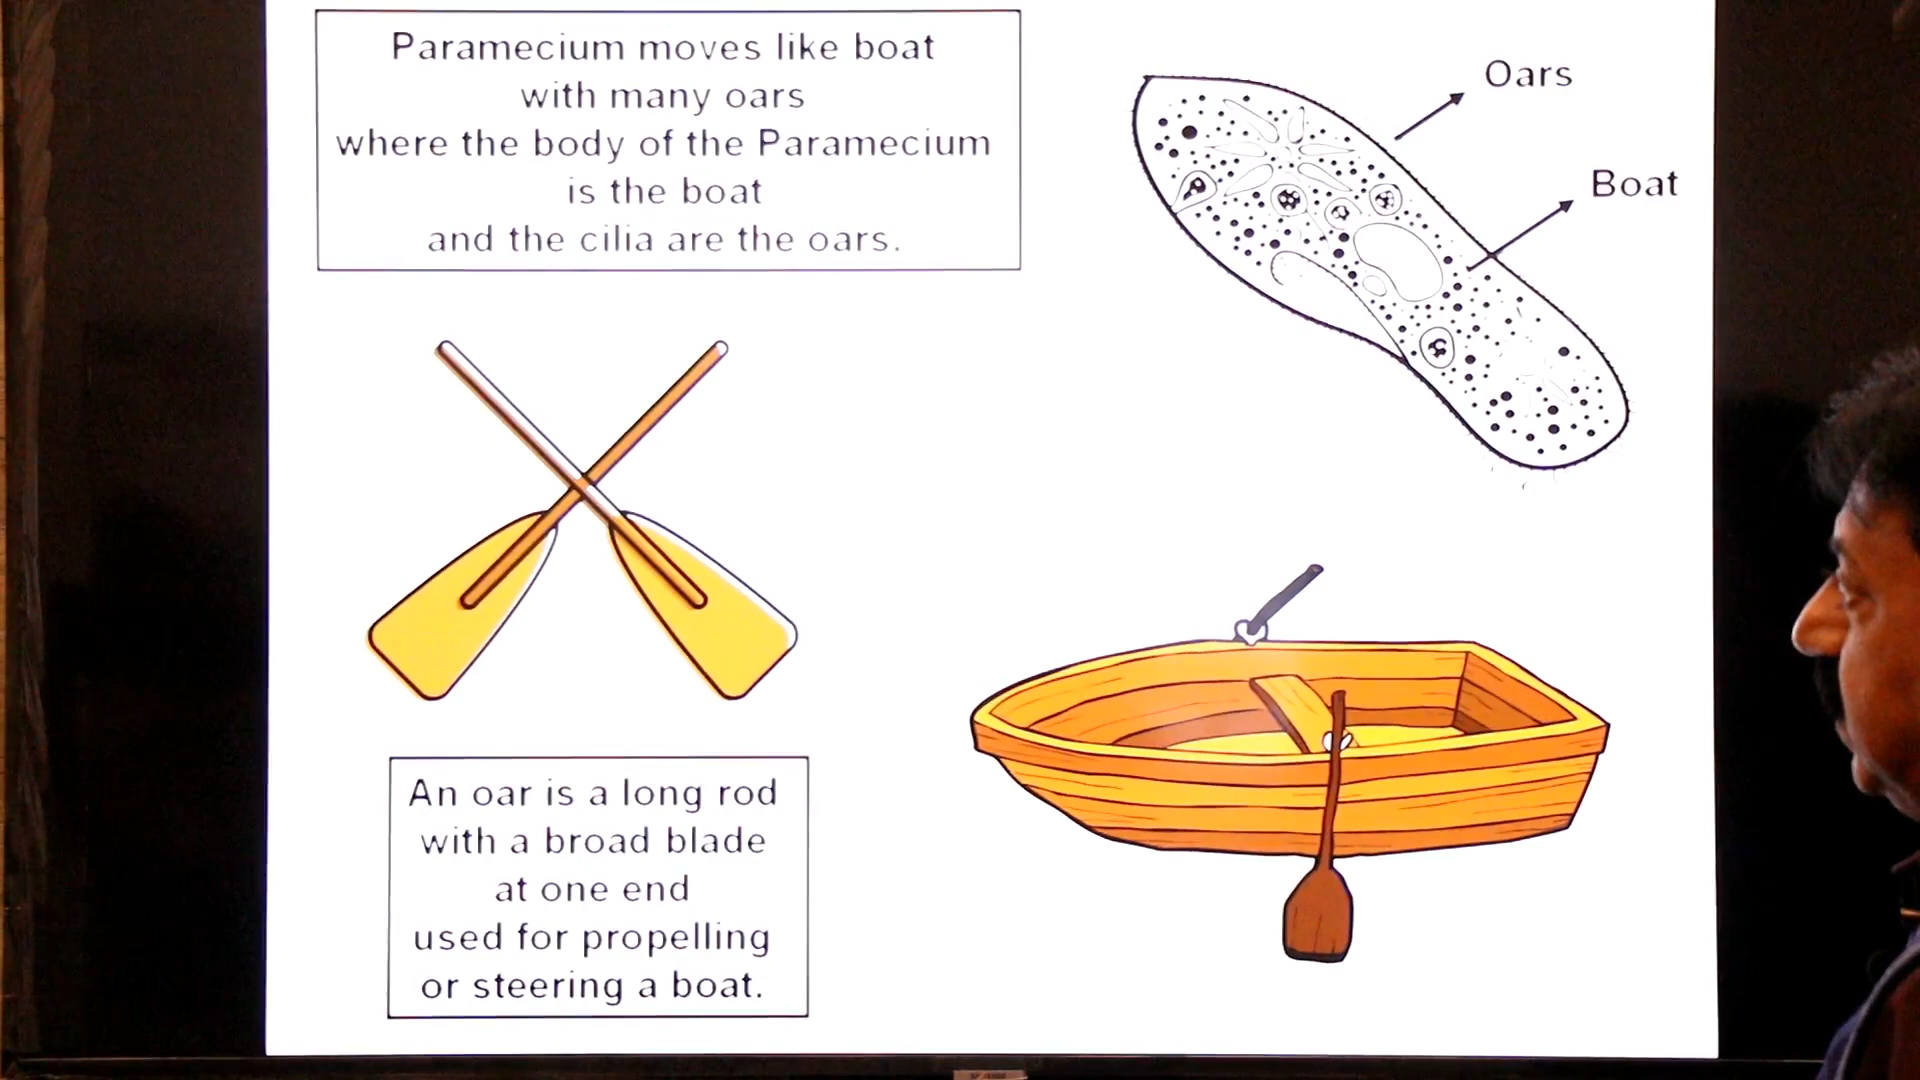 Paramecium moves like boat
with many oars
where the body of the Paramecium
is the boat
and the cilia are the oars.
Oars
Boat
An oar is a long rod
with a broad blade
at one end
used for propelling
or steering a boat.